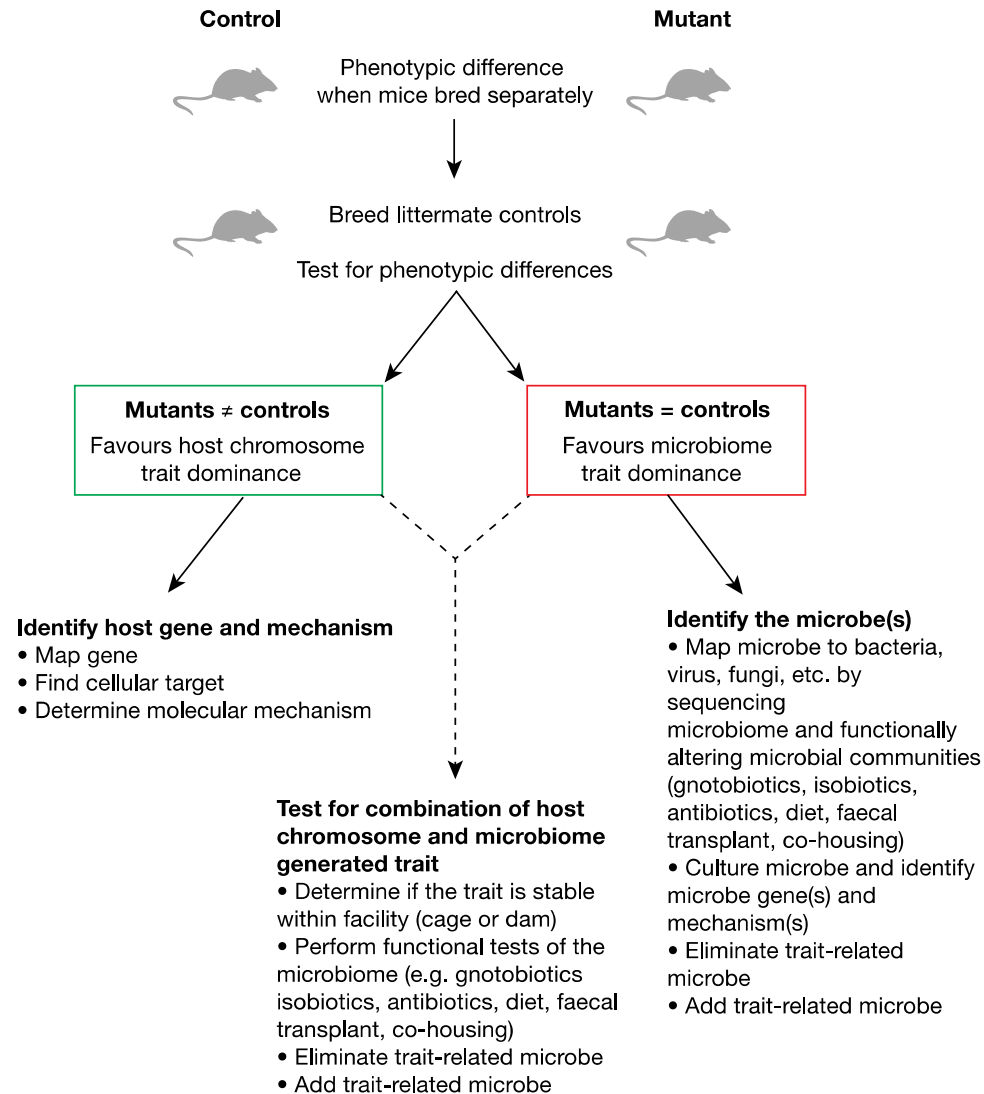 Control
Mutant
Phenotypic difference
when mice bred separately
Breed littermate controls
Test for phenotypic differences
Mutants ≠ controls
Favours host chromosome
trait dominance
Mutants = controls
Favours microbiome
trait dominance
Identify host gene and mechanism
• Map gene
• Find cellular target
• Determine molecular mechanism
Identify the microbe(s)
• Map microbe to bacteria,
virus, fungi, etc. by
sequencing
microbiome and functionally
altering microbial communities
(gnotobiotics, isobiotics,
antibiotics, diet, faecal
transplant, co-housing)
• Culture microbe and identify
microbe gene(s) and
mechanism(s)
• Eliminate trait-related
microbe
• Add trait-related microbe
Test for combination of host
chromosome and microbiome
generated trait
• Determine if the trait is stable
within facility (cage or dam)
• Perform functional tests of the
microbiome (e.g. gnotobiotics
isobiotics, antibiotics, diet, faecal
transplant, co-housing)
• Eliminate trait-related microbe
• Add trait-related microbe